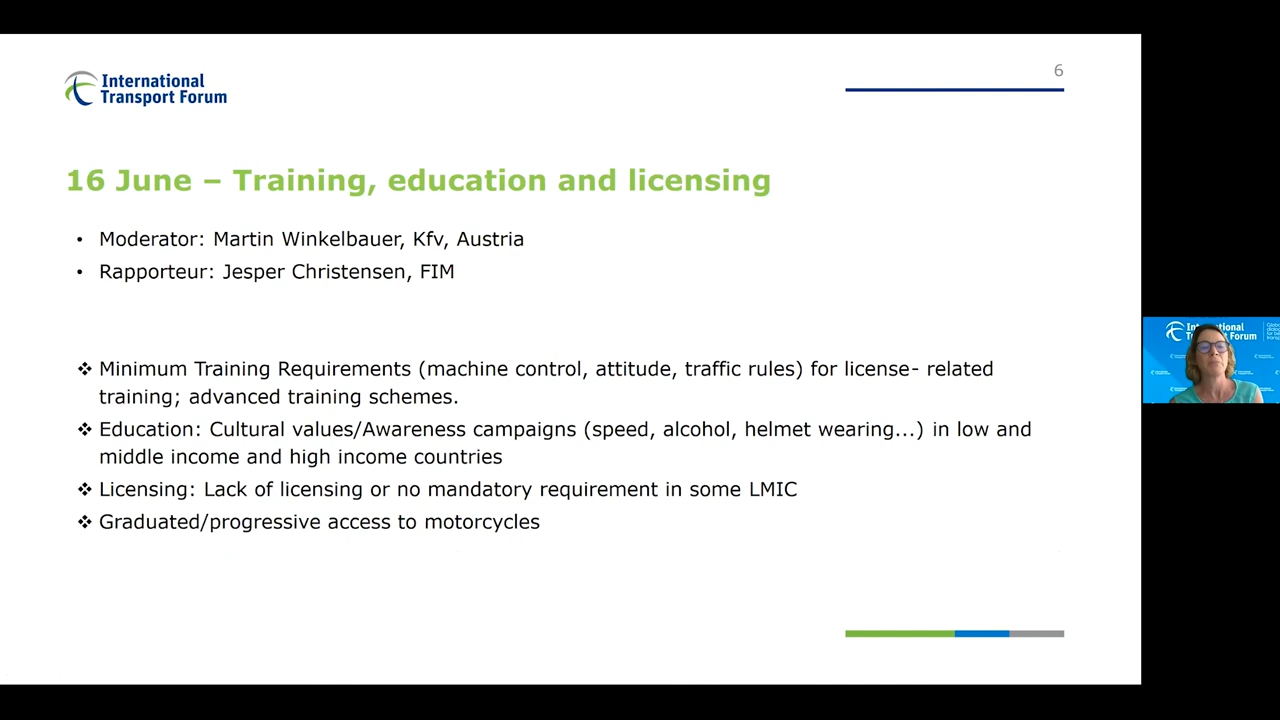 International
Transport Forum
6
16 June – Training, education and licensing
• Moderator: Martin Winkelbauer, Kfv, Austria
• Rapporteur: Jesper Christensen, FIM
❖ Minimum Training Requirements (machine control, attitude, traffic rules) for license- related
training; advanced training schemes.
❖ Education: Cultural values/Awareness campaigns (speed, alcohol, helmet wearing...) in low and
middle income and high income countries
❖ Licensing: Lack of licensing or no mandatory requirement in some LMIC
❖ Graduated/progressive access to motorcycles
International
Transport Forum